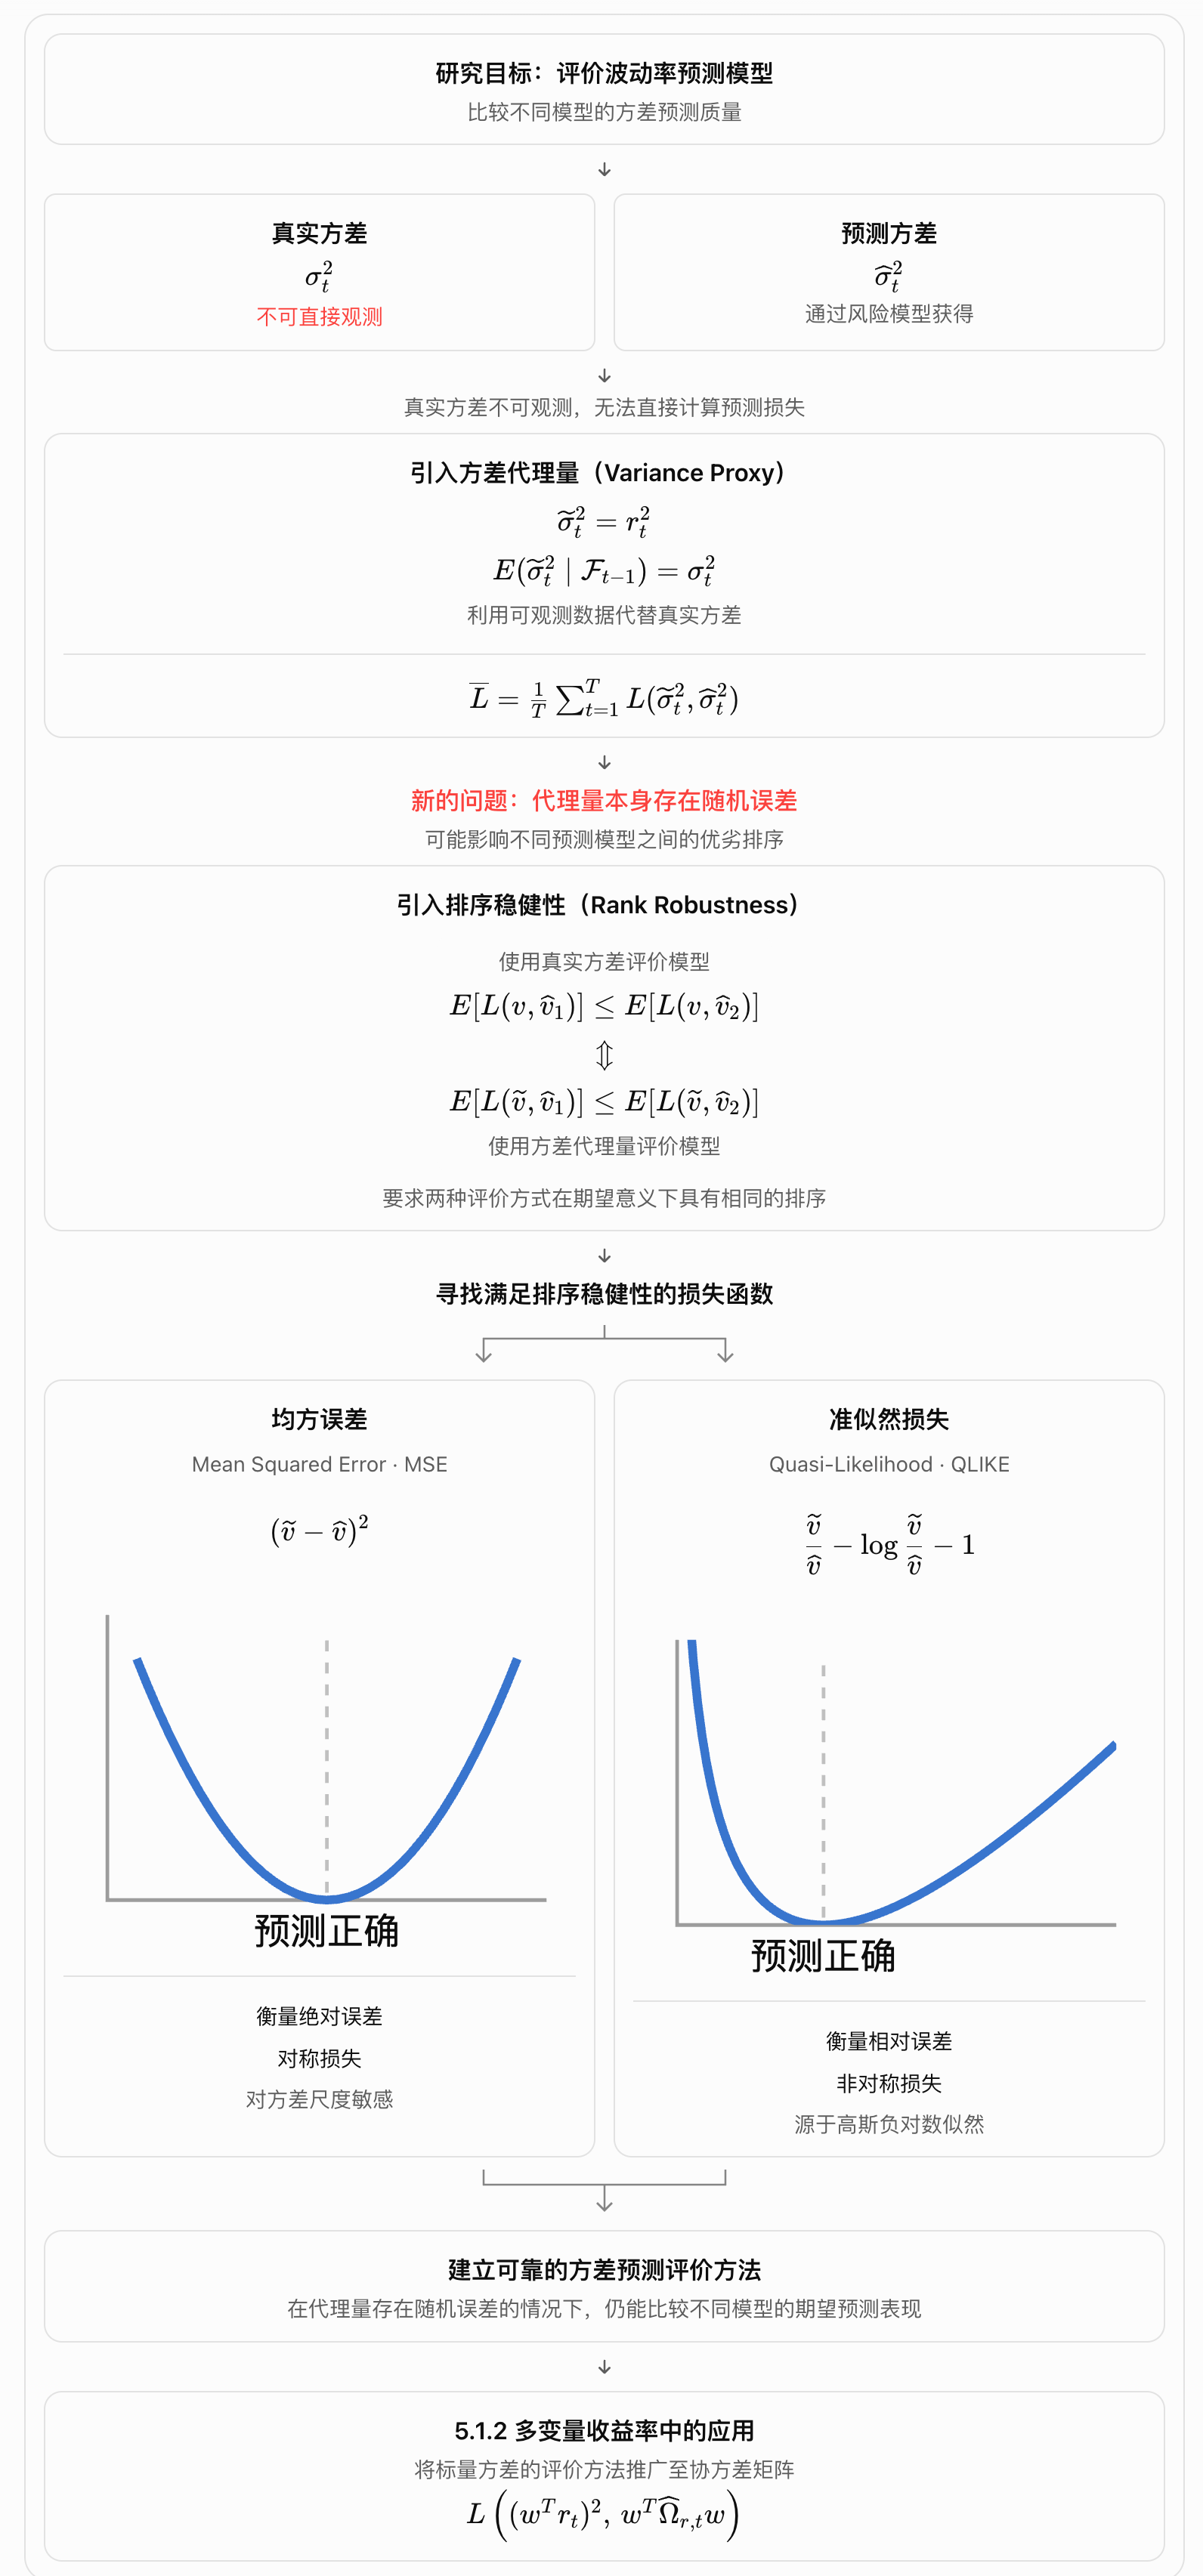 研究目标：评价波动率预测模型
比较不同模型的方差预测质量
↓
真实方差
σ_t^2
不可直接观测
预测方差
σ̂_t^2
通过风险模型获得
↓
真实方差不可观测，无法直接计算预测损失
引入方差代理量（Variance Proxy）
σ̃_t^2 = r_t^2
E(σ̃_t^2 | ℱ_{t−1}) = σ_t^2
利用可观测数据代替真实方差
L̅ = 1/T ∑_{t=1}^T L(σ̃_t^2, σ̂_t^2)
↓
新的问题：代理量本身存在随机误差
可能影响不同预测模型之间的优劣排序
引入排序稳健性（Rank Robustness）
使用真实方差评价模型
E[L(v, v̂_1)] ≤ E[L(v, v̂_2)]
⇕
E[L(ṽ, v̂_1)] ≤ E[L(ṽ, v̂_2)]
使用方差代理量评价模型
要求两种评价方式在期望意义下具有相同的排序
↓
寻找满足排序稳健性的损失函数
均方误差
Mean Squared Error · MSE
(ṽ − v̂)^2
预测正确
衡量绝对误差
对称损失
对方差尺度敏感
准似然损失
Quasi-Likelihood · QLIKE
ṽ/v̂ − log ṽ/v̂ − 1
预测正确
衡量相对误差
非对称损失
源于高斯负对数似然
建立可靠的方差预测评价方法
在代理量存在随机误差的情况下，仍能比较不同模型的期望预测表现
↓
5.1.2 多变量收益率中的应用
将标量方差的评价方法推广至协方差矩阵
L((w^T r_t)^2, w^T Ω̂_{r,t} w)